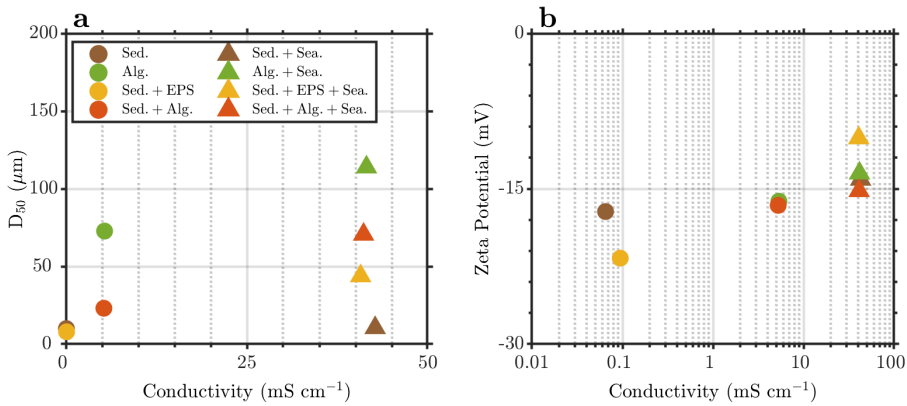 a
200
150
100
50
0
D50 (μm)
Sed.
Alg.
Sed. + EPS
Sed. + Alg.
Sed. + Sea.
Alg. + Sea.
Sed. + EPS + Sea.
Sed. + Alg. + Sea.
0
25
50
Conductivity (mS cm−1)
b
0
-15
-30
Zeta Potential (mV)
0.01
0.1
1
10
100
Conductivity (mS cm−1)